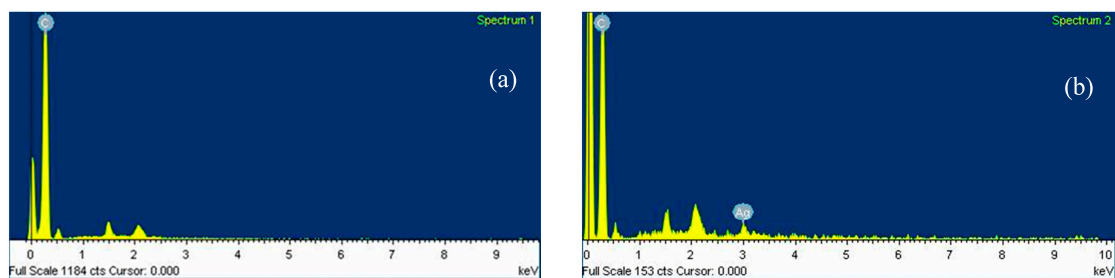 Spectrum 1
C
(a)
0 1 2 3 4 5 6 7 8 9
Full Scale 1184 cts Cursor: 0.000 keV
Spectrum 2
C
(b)
Ag
0 1 2 3 4 5 6 7 8 9 10
Full Scale 153 cts Cursor: 0.000 keV